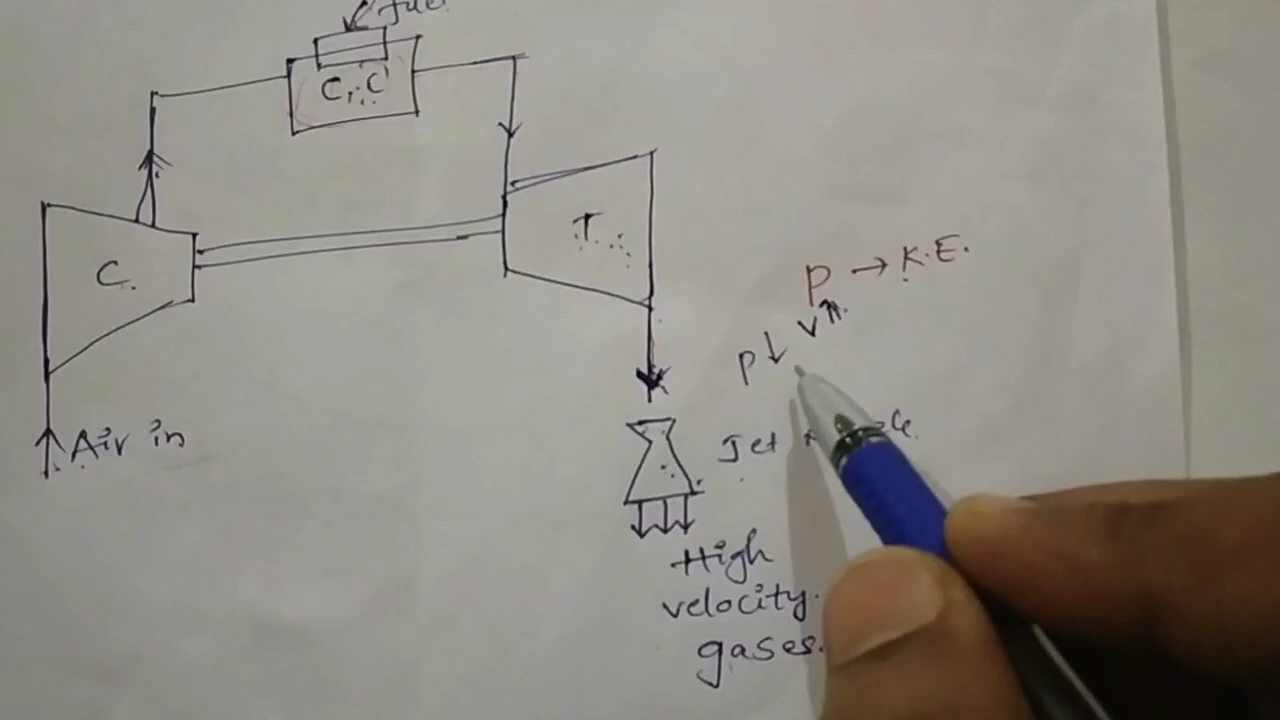 fuel
C.C
C.
T.
p → K.E.
p↓ v↑
Air in
Jet
High
velocity.
gases.